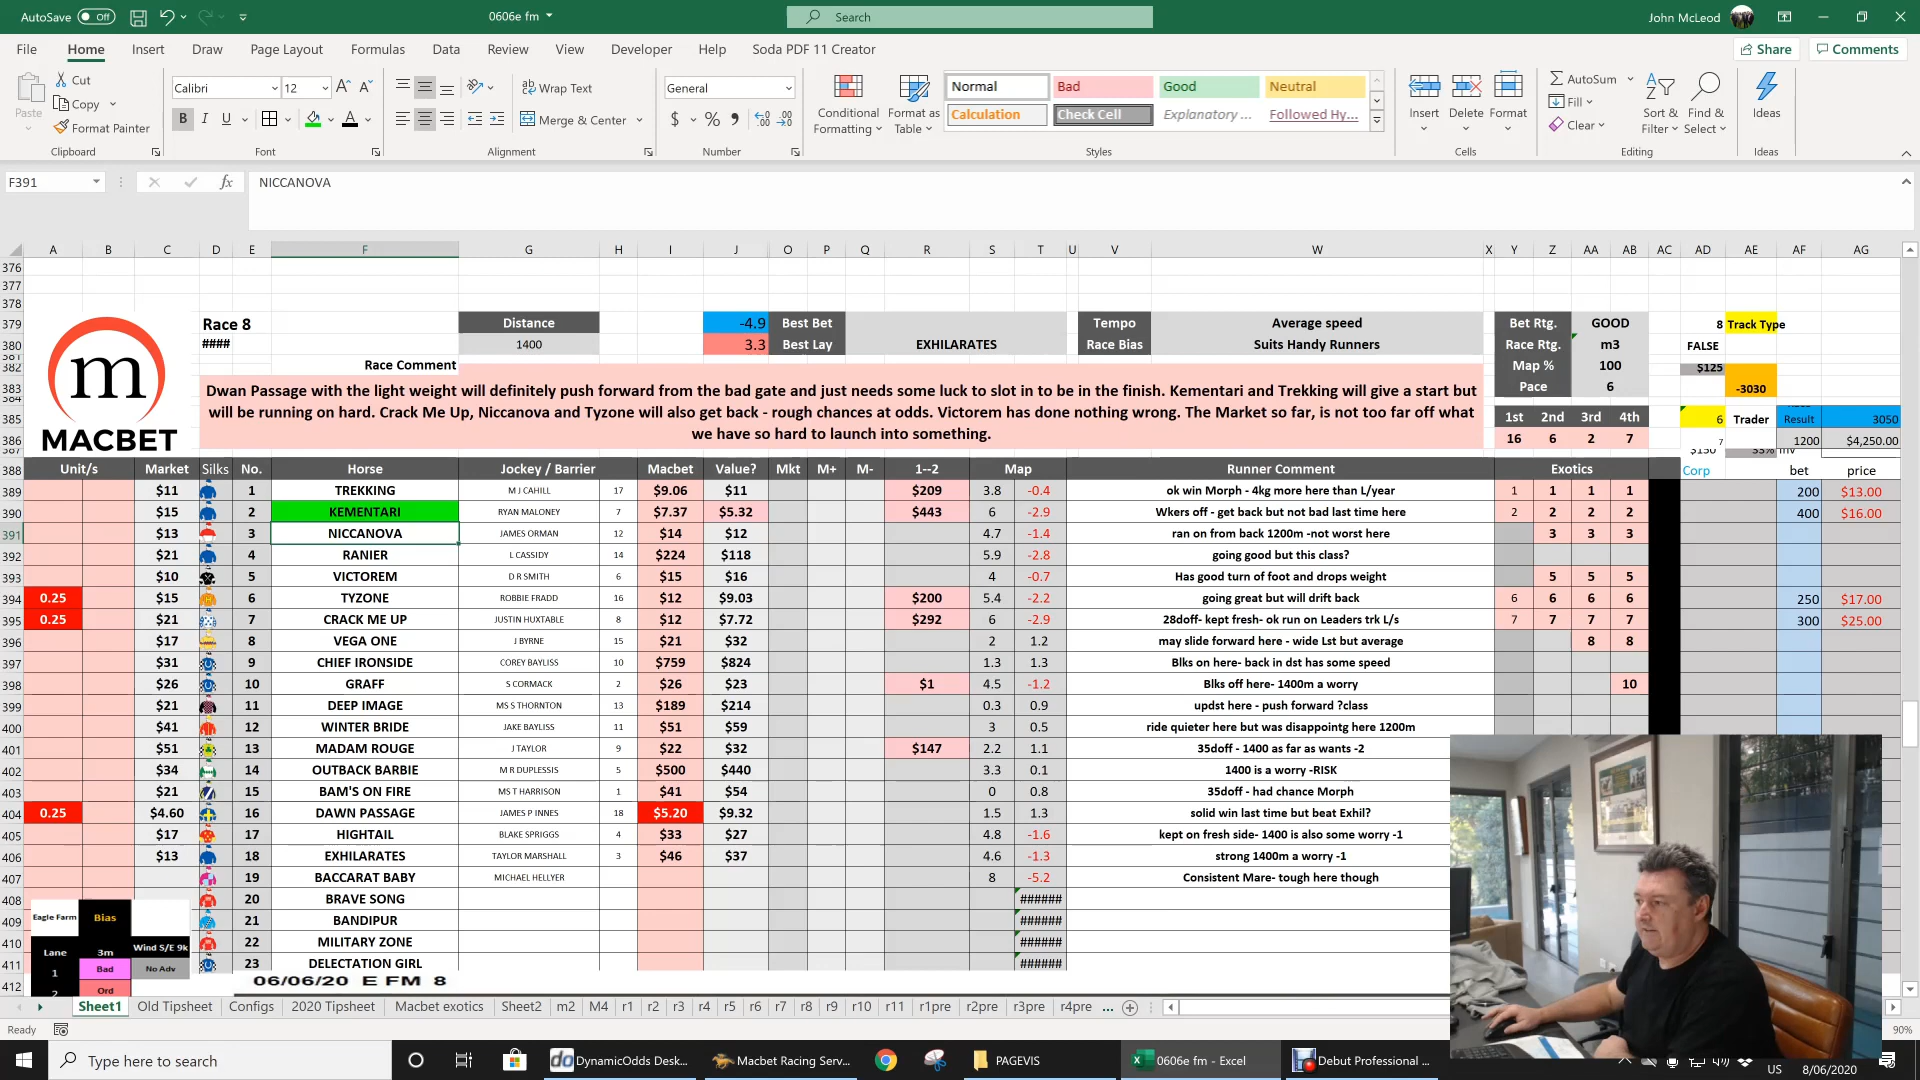 AutoSave Off 0606e fm Search John McLeod
File Home Insert Draw Page Layout Formulas Data Review View Developer Help Soda PDF 11 Creator Share Comments
Paste Cut Copy Format Painter Clipboard
Calibri 12 Font
Wrap Text Merge & Center Alignment
General Number
Conditional Formatting Format as Table
Normal Bad Good Neutral
Calculation Check Cell Explanatory ... Followed Hy...
Styles
Insert Delete Format Cells
AutoSum Fill Clear Sort & Filter Find & Select Editing
Ideas Ideas
F391 fx NICCANOVA
A B C D E F G H I J O P Q R S T U V W X Y Z AA AB AC AD AE AF AG
376
377
378
379 Race 8 Distance -4.9 Best Bet Tempo Average speed Bet Rtg. GOOD 8 Track Type
380 #### 1400 3.3 Best Lay EXHILARATES Race Bias Suits Handy Runners Race Rtg. m3 FALSE
382 Race Comment Map % 100 $125
383 Pace 6 -3030
Dwan Passage with the light weight will definitely push forward from the bad gate and just needs some luck to slot in to be in the finish. Kementari and Trekking will give a start but
will be running on hard. Crack Me Up, Niccanova and Tyzone will also get back - rough chances at odds. Victorem has done nothing wrong. The Market so far, is not too far off what
we have so hard to launch into something.
385 1st 2nd 3rd 4th 6 Trader Result 3050
386 16 6 2 7 7 1200 $4,250.00
m MACBET
388 Unit/s Market Silks No. Horse Jockey / Barrier Macbet Value? Mkt M+ M- 1--2 Map Runner Comment Exotics Corp bet price
389 $11 1 TREKKING M J CAHILL 17 $9.06 $11 $209 3.8 -0.4 ok win Morph - 4kg more here than L/year 1 1 1 1 200 $13.00
390 $15 2 KEMENTARI RYAN MALONEY 7 $7.37 $5.32 $443 6 -2.9 Wkers off - get back but not bad last time here 2 2 2 2 400 $16.00
391 $13 3 NICCANOVA JAMES ORMAN 12 $14 $12 4.7 -1.4 ran on from back 1200m -not worst here 3 3 3
392 $21 4 RANIER L CASSIDY 14 $224 $118 5.9 -2.8 going good but this class?
393 $10 5 VICTOREM D R SMITH 6 $15 $16 4 -0.7 Has good turn of foot and drops weight 5 5 5
394 0.25 $15 6 TYZONE ROBBIE FRADD 16 $12 $9.03 $200 5.4 -2.2 going great but will drift back 6 6 6 6 250 $17.00
395 0.25 $21 7 CRACK ME UP JUSTIN HUXTABLE 8 $12 $7.72 $292 6 -2.9 28doff- kept fresh- ok run on Leaders trk L/s 7 7 7 7 300 $25.00
396 $17 8 VEGA ONE J BYRNE 15 $21 $32 2 1.2 may slide forward here - wide Lst but average 8 8
397 $31 9 CHIEF IRONSIDE COREY BAYLISS 10 $759 $824 1.3 1.3 Blks on here- back in dst has some speed
398 $26 10 GRAFF S CORMACK 2 $26 $23 $1 4.5 -1.2 Blks off here- 1400m a worry 10
399 $21 11 DEEP IMAGE MS S THORNTON 13 $189 $214 0.3 0.9 updst here - push forward ?class
400 $41 12 WINTER BRIDE JAKE BAYLISS 11 $51 $59 3 0.5 ride quieter here but was disappointg here 1200m
401 $51 13 MADAM ROUGE J TAYLOR 9 $22 $32 $147 2.2 1.1 35doff - 1400 as far as wants -2
402 $34 14 OUTBACK BARBIE M R DUPLESSIS 5 $500 $440 3.3 0.1 1400 is a worry -RISK
403 $21 15 BAM'S ON FIRE MS T HARRISON 1 $41 $54 0 0.8 35doff - had chance Morph
404 0.25 $4.60 16 DAWN PASSAGE JAMES P INNES 18 $5.20 $9.32 1.5 1.3 solid win last time but beat Exhil?
405 $17 17 HIGHTAIL BLAKE SPRIGGS 4 $33 $27 4.8 -1.6 kept on fresh side- 1400 is also some worry -1
406 $13 18 EXHILARATES TAYLOR MARSHALL 3 $46 $37 4.6 -1.3 strong 1400m a worry -1
407 19 BACCARAT BABY MICHAEL HELLYER 8 -5.2 Consistent Mare- tough here though
408 20 BRAVE SONG ######
409 Eagle Farm Bias 21 BANDIPUR ######
410 Lane 3m Wind S/E 9k 22 MILITARY ZONE ######
411 1 Bad No Adv 23 DELECTATION GIRL ######
412 2 Ord 06/06/20 E FM 8
Sheet1 Old Tipsheet Configs 2020 Tipsheet Macbet exotics Sheet2 m2 M4 r1 r2 r3 r4 r5 r6 r7 r8 r9 r10 r11 r1pre r2pre r3pre r4pre ...
Ready 90%
Type here to search DynamicOdds Desk... Macbet Racing Serv... PAGEVIS 0606e fm - Excel Debut Professional ... US 8/06/2020